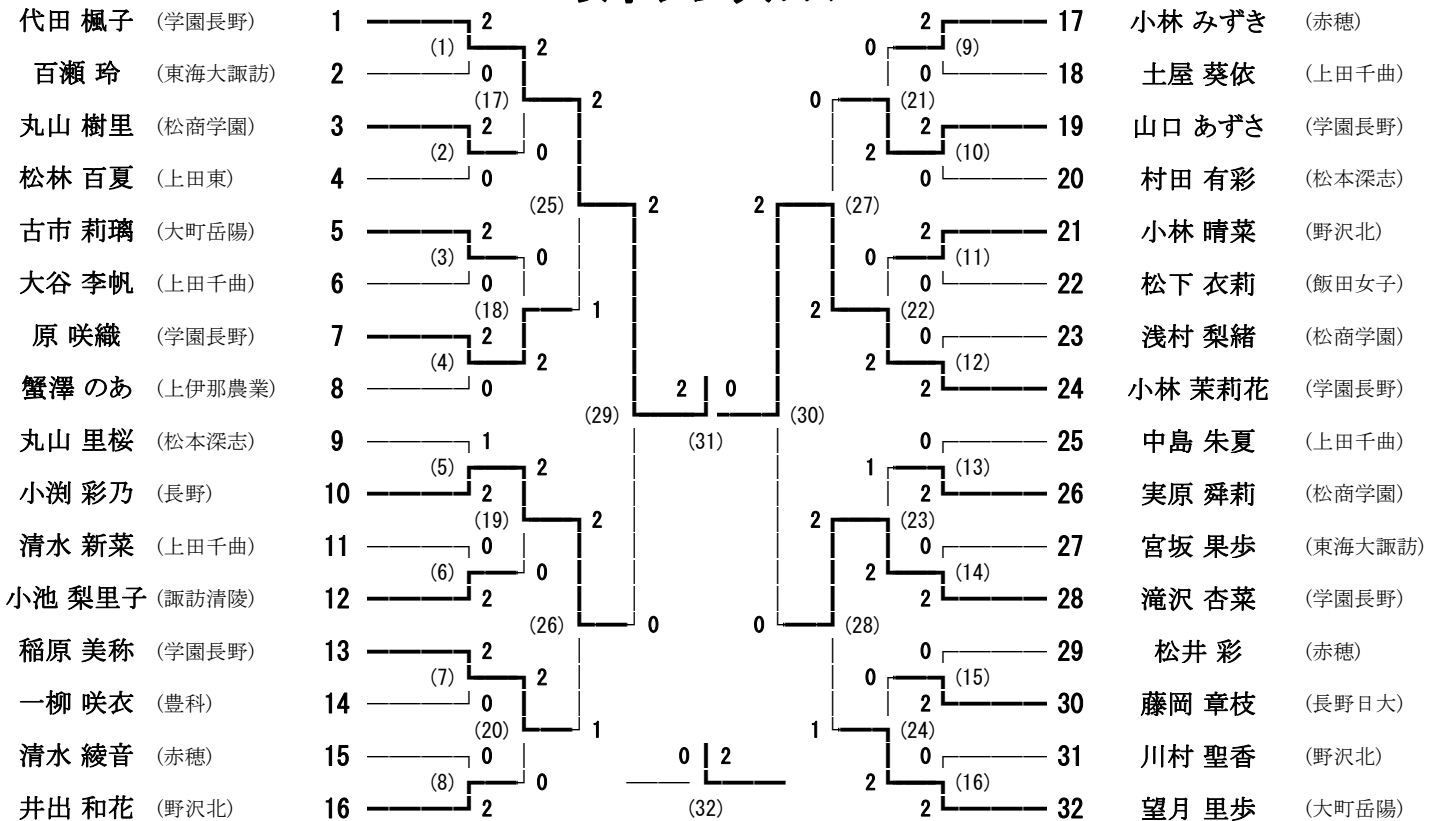 代田 楓子 (学園長野) 1 2 2 17 小林 みずき (赤穂)
(1) 2 0 (9)
百瀬 玲 (東海大諏訪) 2 0 0 18 土屋 葵依 (上田千曲)
(17) 2 0 (21)
丸山 樹里 (松商学園) 3 2 2 19 山口 あずさ (学園長野)
(2) 0 2 (10)
松林 百夏 (上田東) 4 0 0 20 村田 有彩 (松本深志)
(25) 2 2 (27)
古市 莉璃 (大町岳陽) 5 2 2 21 小林 晴菜 (野沢北)
(3) 0 0 (11)
大谷 李帆 (上田千曲) 6 0 0 22 松下 衣莉 (飯田女子)
(18) 1 2 (22)
原 咲織 (学園長野) 7 2 0 23 浅村 梨緒 (松商学園)
(4) 2 2 (12)
蟹澤 のあ (上伊那農業) 8 0 2 0 2 24 小林 茉莉花 (学園長野)
(29) (30)
丸山 里桜 (松本深志) 9 1 (31) 0 25 中島 朱夏 (上田千曲)
(5) 2 1 (13)
小渕 彩乃 (長野) 10 2 2 26 実原 舜莉 (松商学園)
(19) 2 2 (23)
清水 新菜 (上田千曲) 11 0 0 27 宮坂 果歩 (東海大諏訪)
(6) 0 2 (14)
小池 梨里子 (諏訪清陵) 12 2 2 28 滝沢 杏菜 (学園長野)
(26) 0 0 (28)
稲原 美称 (学園長野) 13 2 0 29 松井 彩 (赤穂)
(7) 2 0 (15)
一柳 咲衣 (豊科) 14 0 2 30 藤岡 章枝 (長野日大)
(20) 1 1 (24)
清水 綾音 (赤穂) 15 0 0 2 0 31 川村 聖香 (野沢北)
(8) 0 2 (16)
井出 和花 (野沢北) 16 2 (32) 2 32 望月 里歩 (大町岳陽)